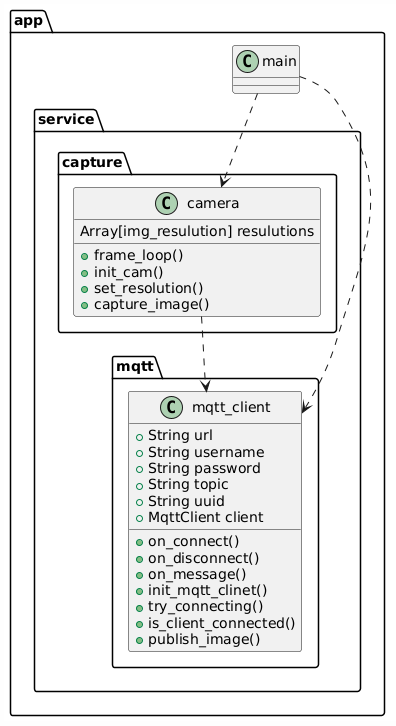 app
C main
service
capture
C camera
Array[img_resulution] resulutions
frame_loop()
init_cam()
set_resolution()
capture_image()
mqtt
C mqtt_client
String url
String username
String password
String topic
String uuid
MqttClient client
on_connect()
on_disconnect()
on_message()
init_mqtt_clinet()
try_connecting()
is_client_connected()
publish_image()